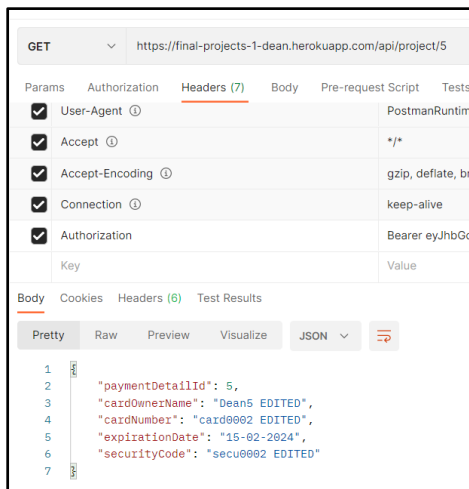 GET https://final-projects-1-dean.herokuapp.com/api/project/5
Params Authorization Headers (7) Body Pre-request Script Tests
User-Agent PostmanRuntim
Accept */*
Accept-Encoding gzip, deflate, br
Connection keep-alive
Authorization Bearer eyJhbGc
Key Value
Body Cookies Headers (6) Test Results
Pretty Raw Preview Visualize JSON
1 {
2 "paymentDetailId": 5,
3 "cardOwnerName": "Dean5 EDITED",
4 "cardNumber": "card0002 EDITED",
5 "expirationDate": "15-02-2024",
6 "securityCode": "secu0002 EDITED"
7 }